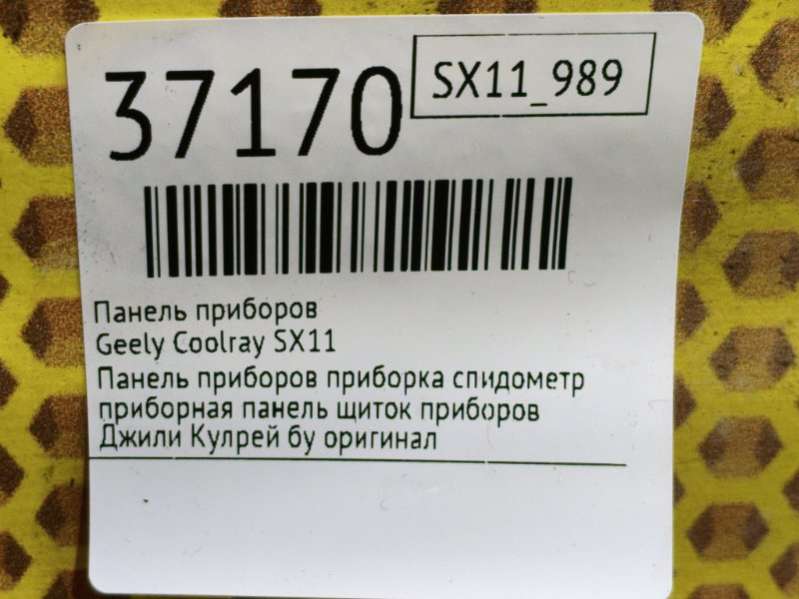 37170
SX11_989
Панель приборов
Geely Coolray SX11
Панель приборов приборка спидометр
приборная панель щиток приборов
Джили Кулрей бу оригинал